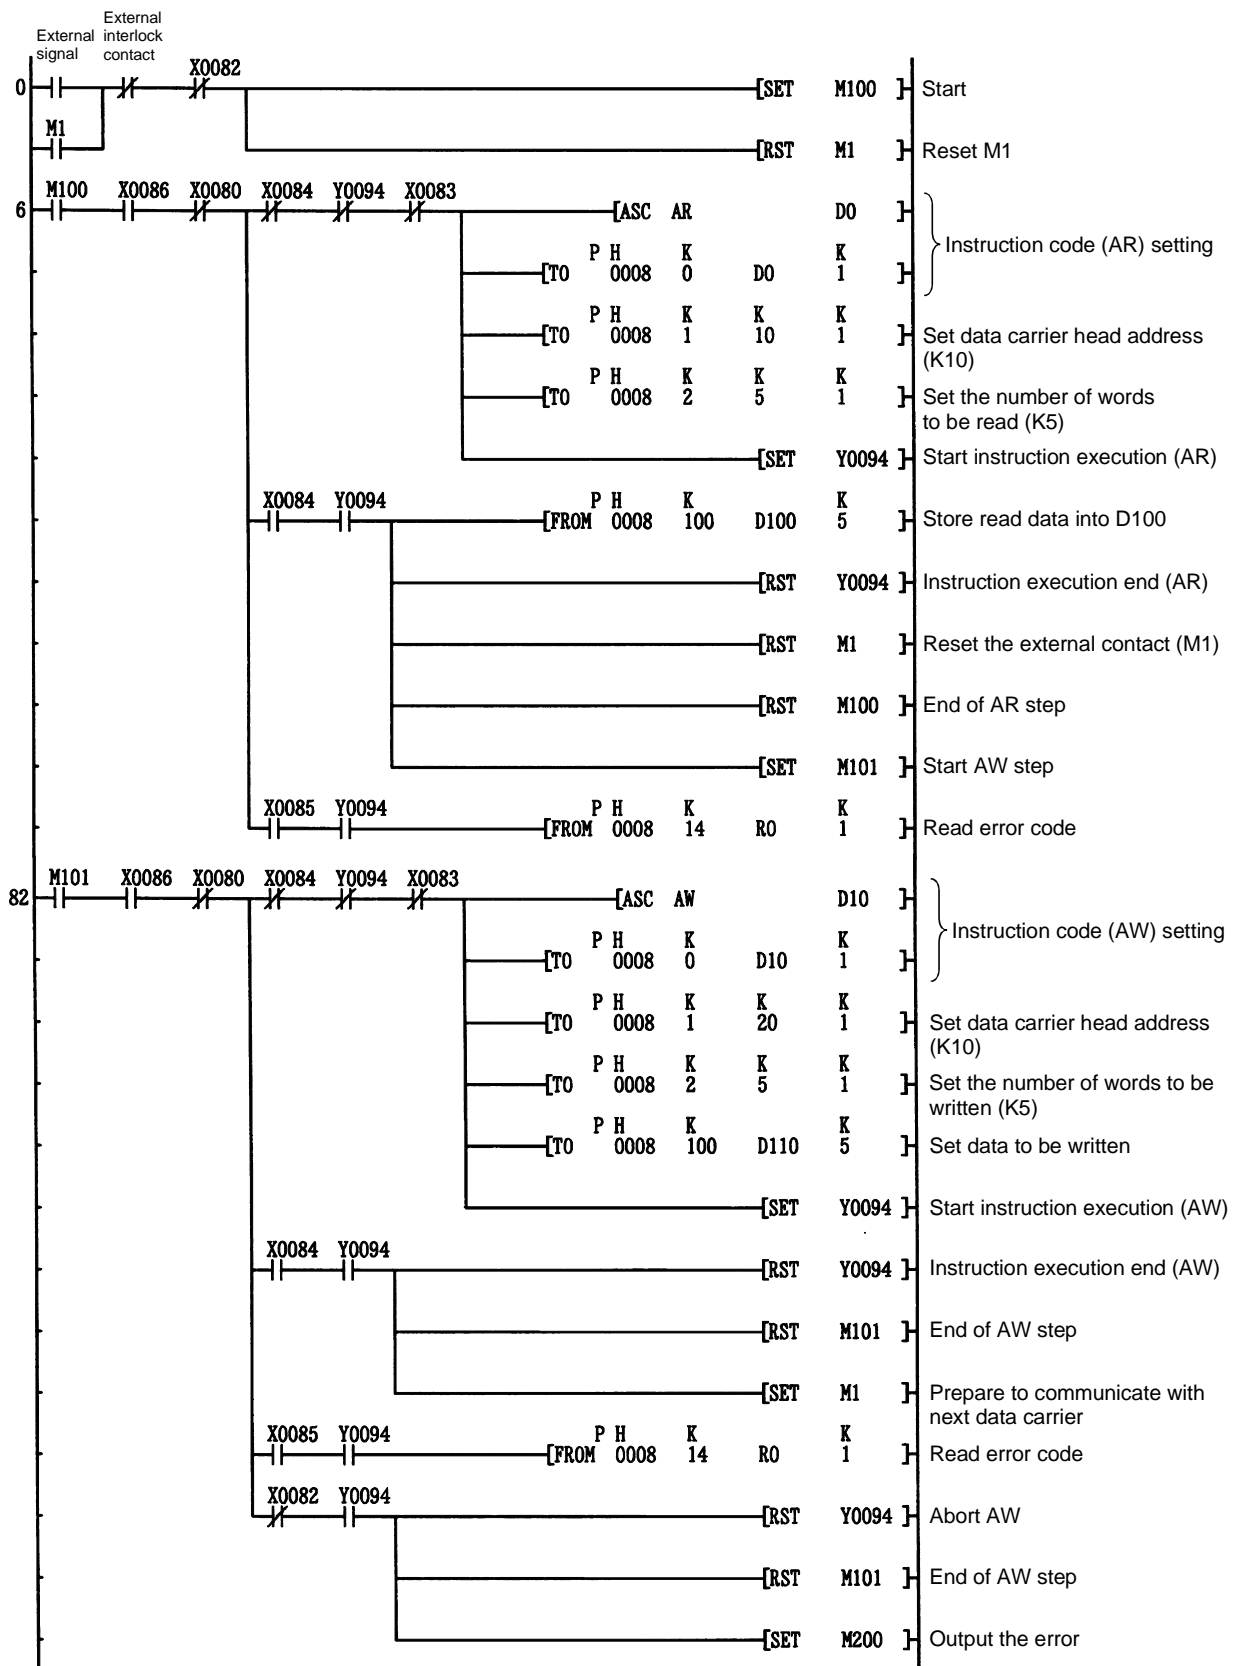 External
signal
External
interlock
contact
X0082
0
[SET M100 ]
Start
M1
[RST M1 ]
Reset M1
M100 X0086 X0080 X0084 Y0094 X0083
6
[ASC AR D0 ]
Instruction code (AR) setting
P H K K
[TO 0008 0 D0 1 ]
P H K K K
[TO 0008 1 10 1 ]
Set data carrier head address
(K10)
P H K K K
[TO 0008 2 5 1 ]
Set the number of words
to be read (K5)
[SET Y0094 ]
Start instruction execution (AR)
X0084 Y0094
P H K K
[FROM 0008 100 D100 5 ]
Store read data into D100
[RST Y0094 ]
Instruction execution end (AR)
[RST M1 ]
Reset the external contact (M1)
[RST M100 ]
End of AR step
[SET M101 ]
Start AW step
X0085 Y0094
P H K K
[FROM 0008 14 R0 1 ]
Read error code
M101 X0086 X0080 X0084 Y0094 X0083
82
[ASC AW D10 ]
Instruction code (AW) setting
P H K K
[TO 0008 0 D10 1 ]
P H K K K
[TO 0008 1 20 1 ]
Set data carrier head address
(K10)
P H K K K
[TO 0008 2 5 1 ]
Set the number of words to be
written (K5)
P H K K
[TO 0008 100 D110 5 ]
Set data to be written
[SET Y0094 ]
Start instruction execution (AW)
X0084 Y0094
[RST Y0094 ]
Instruction execution end (AW)
[RST M101 ]
End of AW step
[SET M1 ]
Prepare to communicate with
next data carrier
X0085 Y0094
P H K K
[FROM 0008 14 R0 1 ]
Read error code
X0082 Y0094
[RST Y0094 ]
Abort AW
[RST M101 ]
End of AW step
[SET M200 ]
Output the error